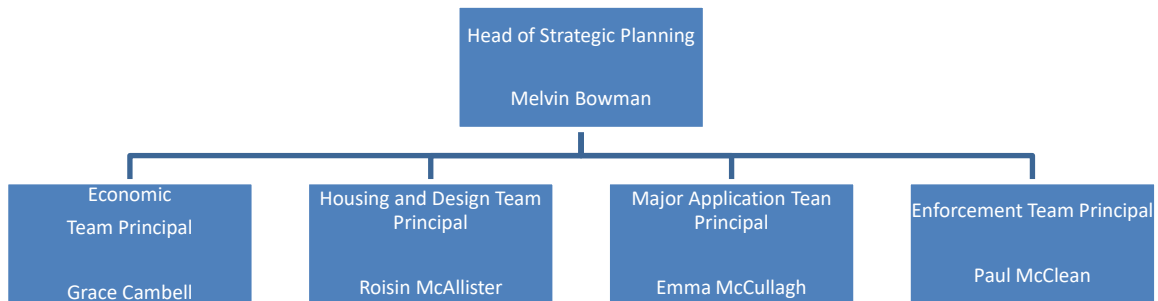 Head of Strategic Planning
Melvin Bowman
Economic
Team Principal
Grace Cambell
Housing and Design Team
Principal
Roisin McAllister
Major Application Tean
Principal
Emma McCullagh
Enforcement Team Principal
Paul McClean